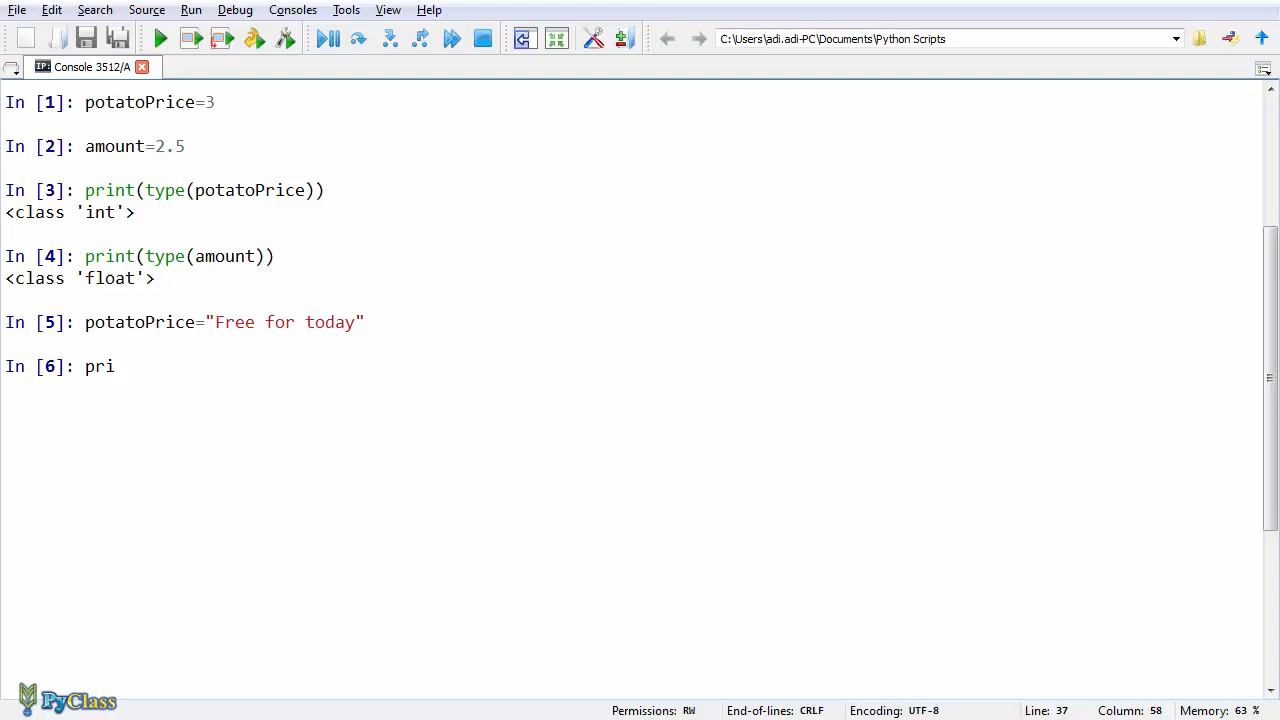 File Edit Search Source Run Debug Consoles Tools View Help
C:\Users\adi.adi-PC\Documents\Python Scripts
IP: Console 3512/A
In [1]: potatoPrice=3
In [2]: amount=2.5
In [3]: print(type(potatoPrice))
<class 'int'>
In [4]: print(type(amount))
<class 'float'>
In [5]: potatoPrice="Free for today"
In [6]: pri
PyClass
Permissions: RW End-of-lines: CRLF Encoding: UTF-8 Line: 37 Column: 58 Memory: 63 %